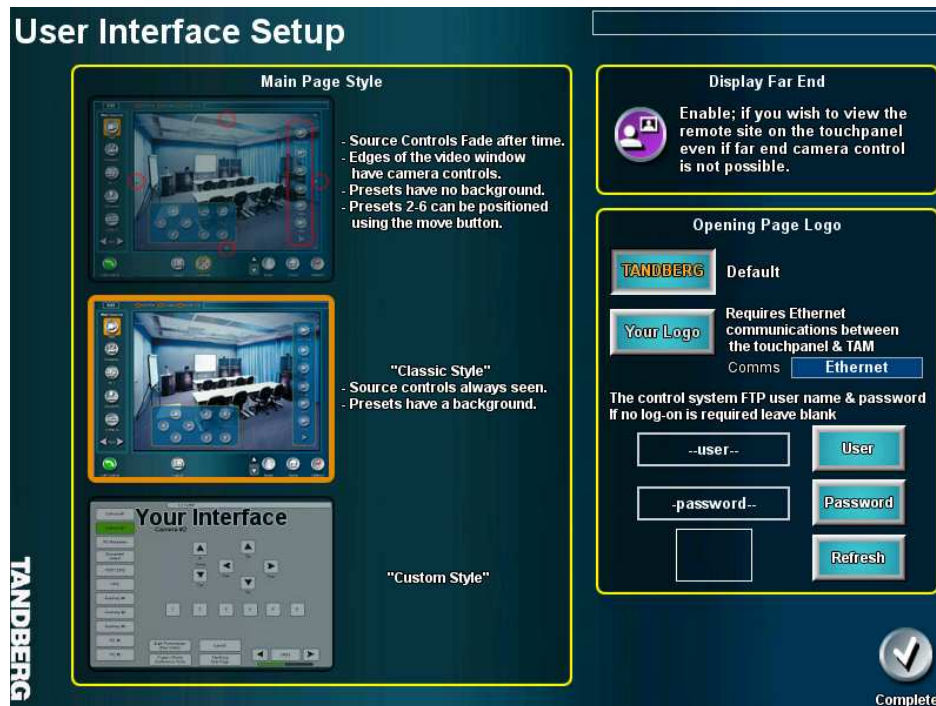 User Interface Setup
Main Page Style
- Source Controls Fade after time.
- Edges of the video window
have camera controls.
- Presets have no background.
- Presets 2-6 can be positioned
using the move button.
"Classic Style"
- Source controls always seen.
- Presets have a background.
Your Interface
"Custom Style"
Display Far End
Enable; if you wish to view the
remote site on the touchpanel
even if far end camera control
is not possible.
Opening Page Logo
TANDBERG
Default
Your Logo
Requires Ethernet
communications between
the touchpanel & TAM
Comms
Ethernet
The control system FTP user name & password
If no log-on is required leave blank
--user--
User
-password--
Password
Refresh
TANDBERG
Complete